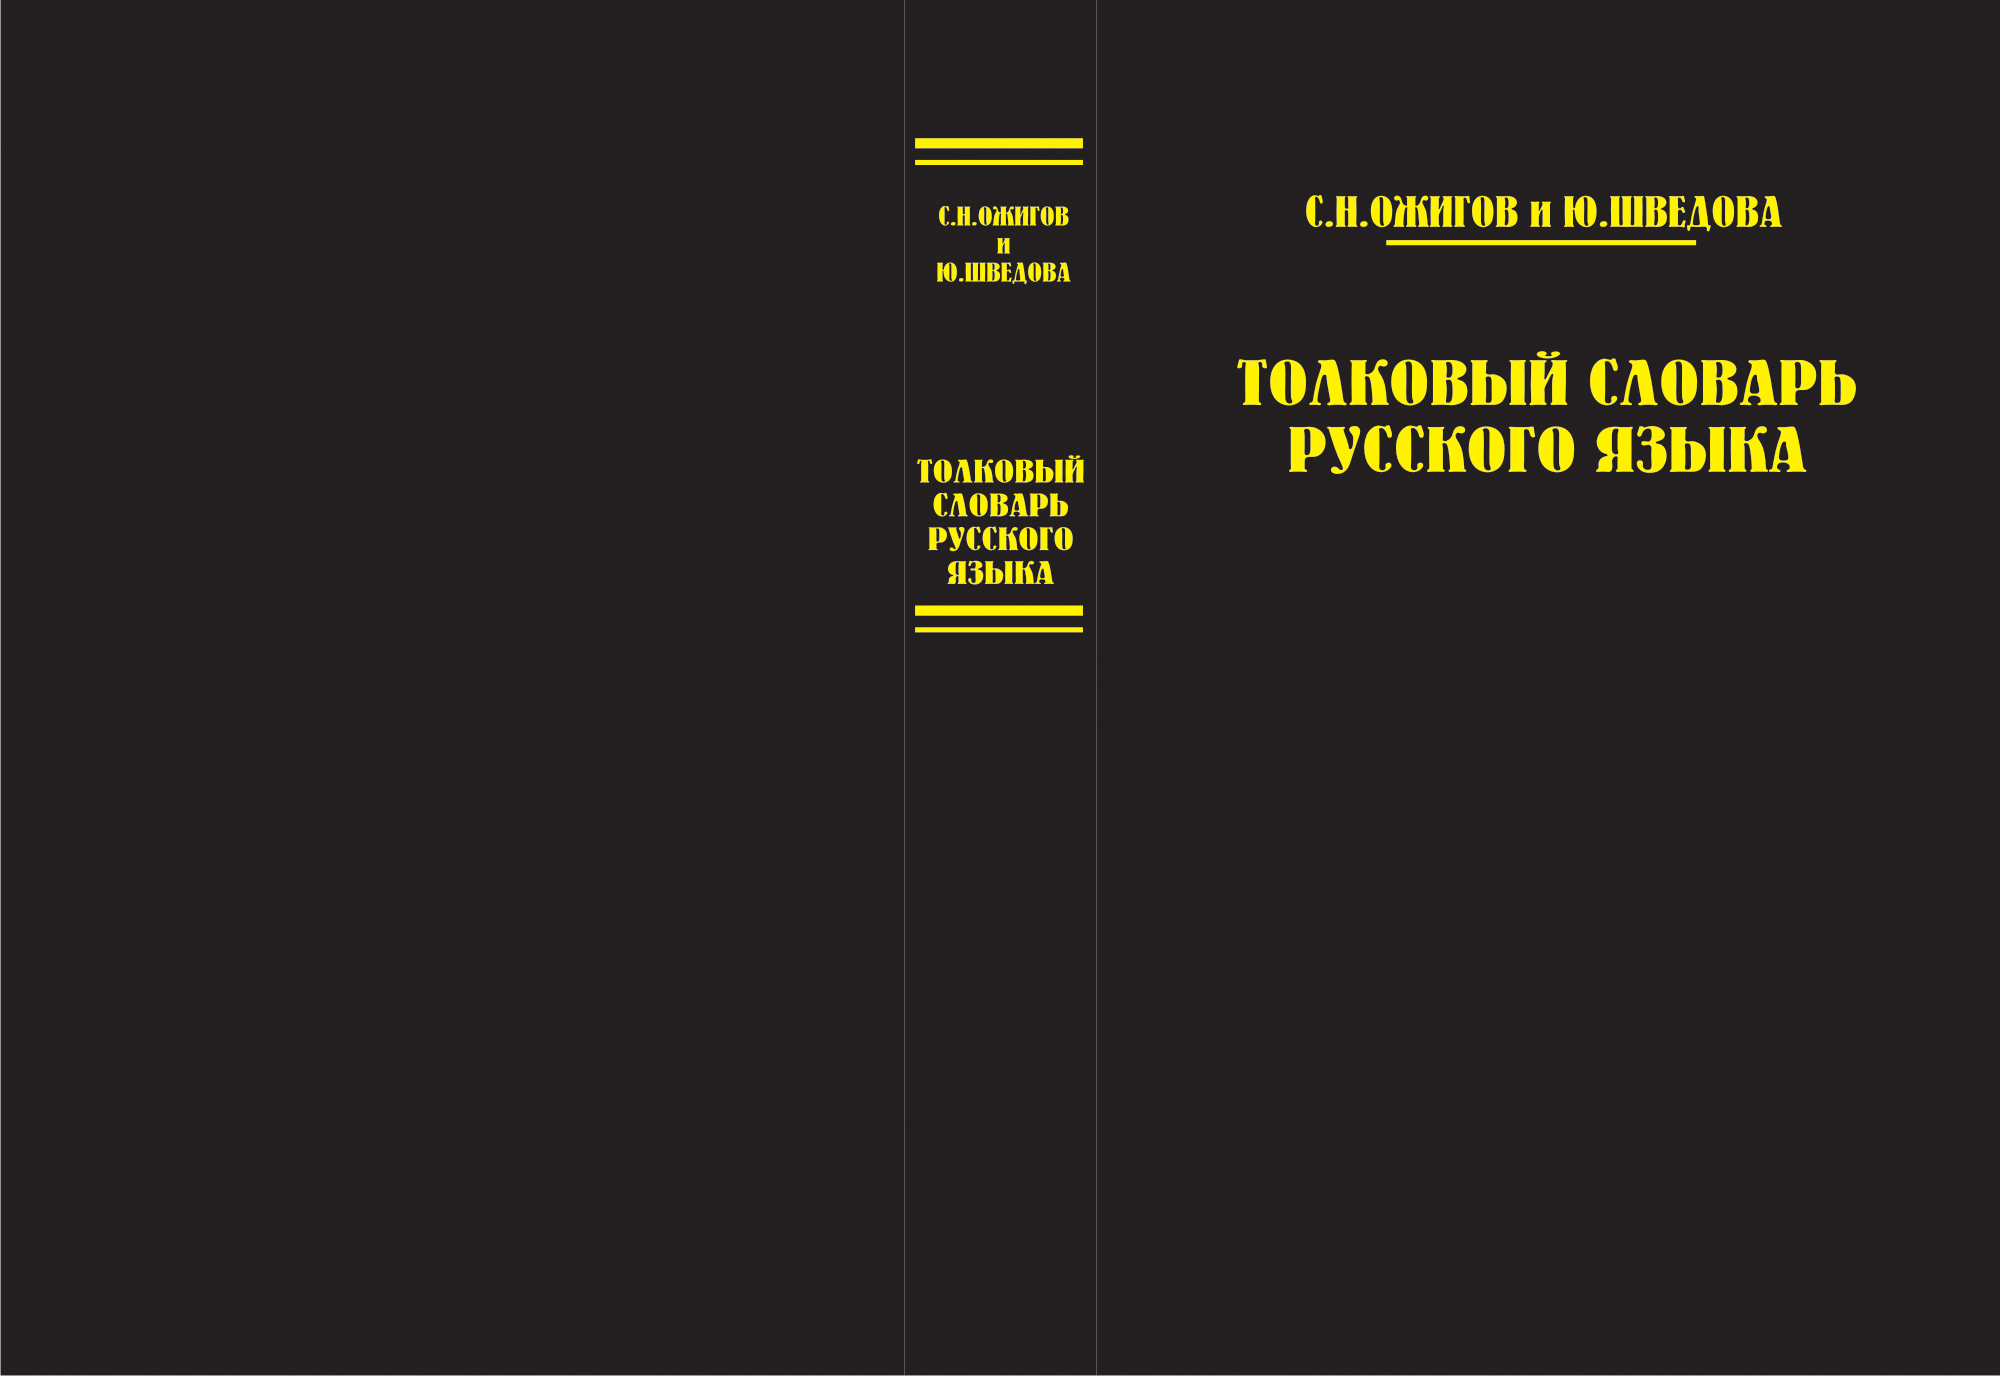 С.Н.ОЖИГОВ
и
Ю.ШВЕДОВА
ТОЛКОВЫЙ
СЛОВАРЬ
РУССКОГО
ЯЗЫКА
С.Н.ОЖИГОВ и Ю.ШВЕДОВА
ТОЛКОВЫЙ СЛОВАРЬ
РУССКОГО ЯЗЫКА